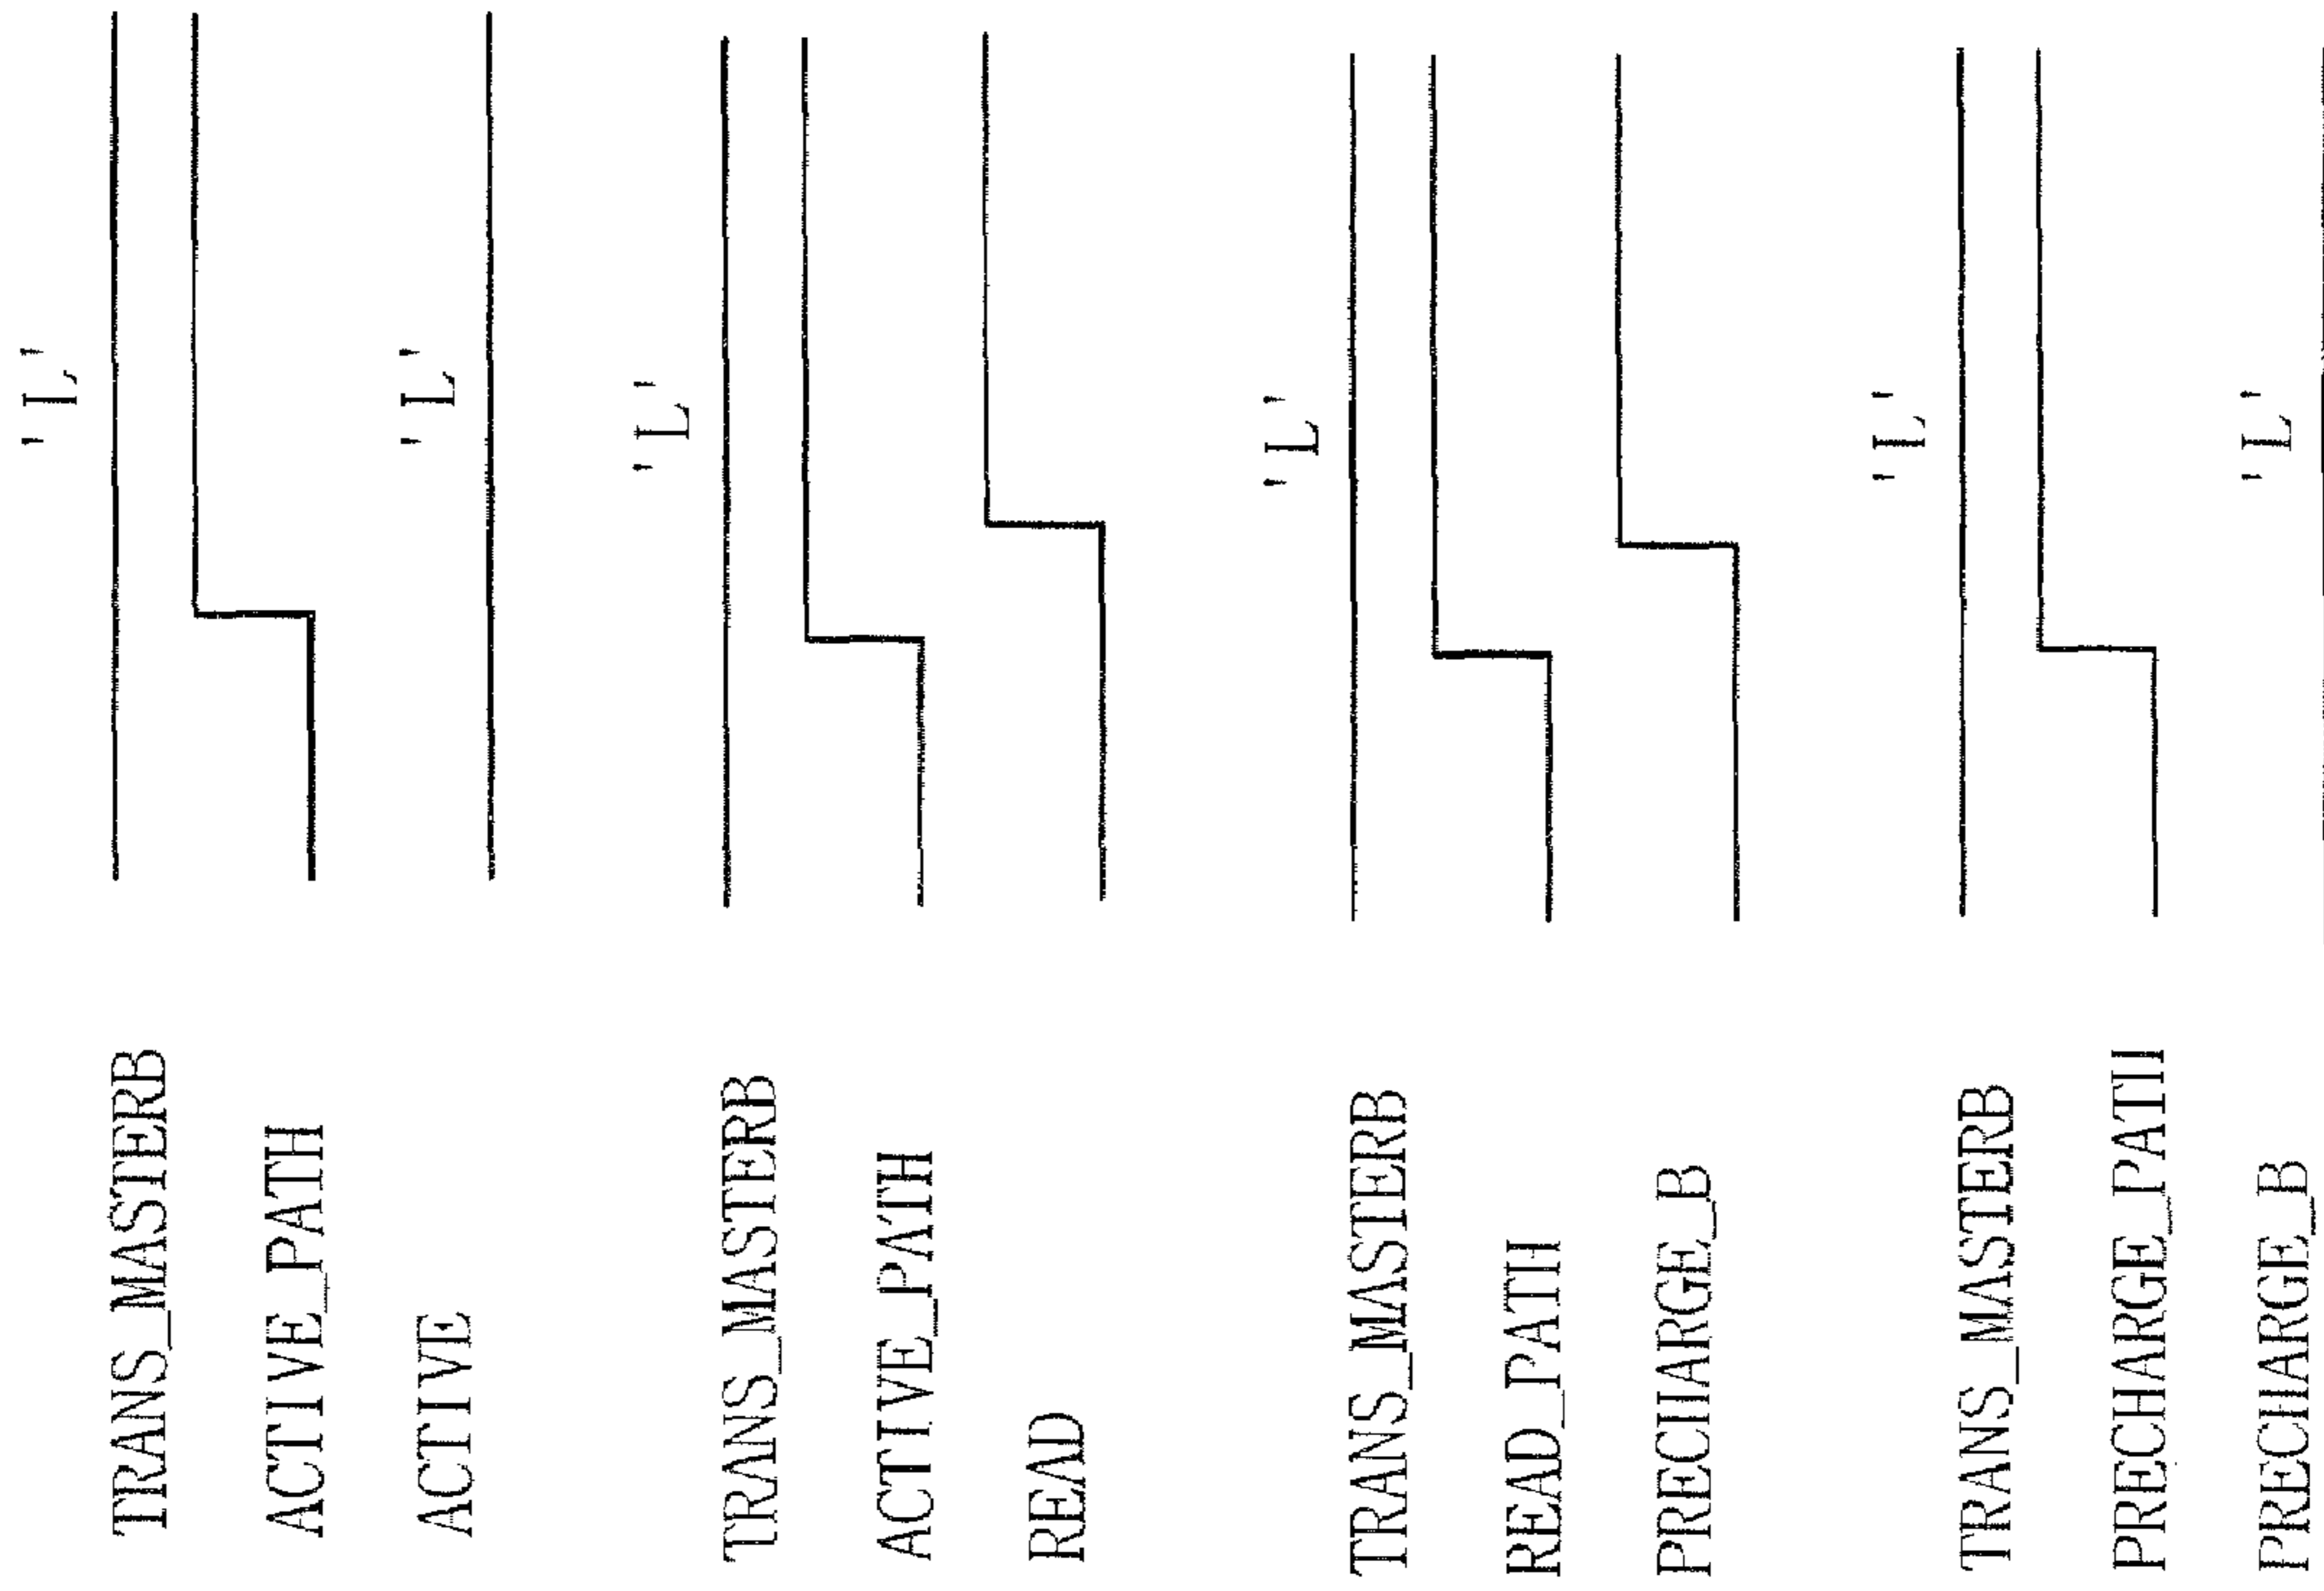 'L'
TRANS_MASTERB
ACTIVE_PATH
'L'
ACTIVE
'L'
TRANS_MASTERB
ACTIVE_PATH
READ
'L'
TRANS_MASTERB
READ_PATH
PRECHARGE_B
'L'
TRANS_MASTERB
PRECHARGE_PATH
'L'
PRECHARGE_B